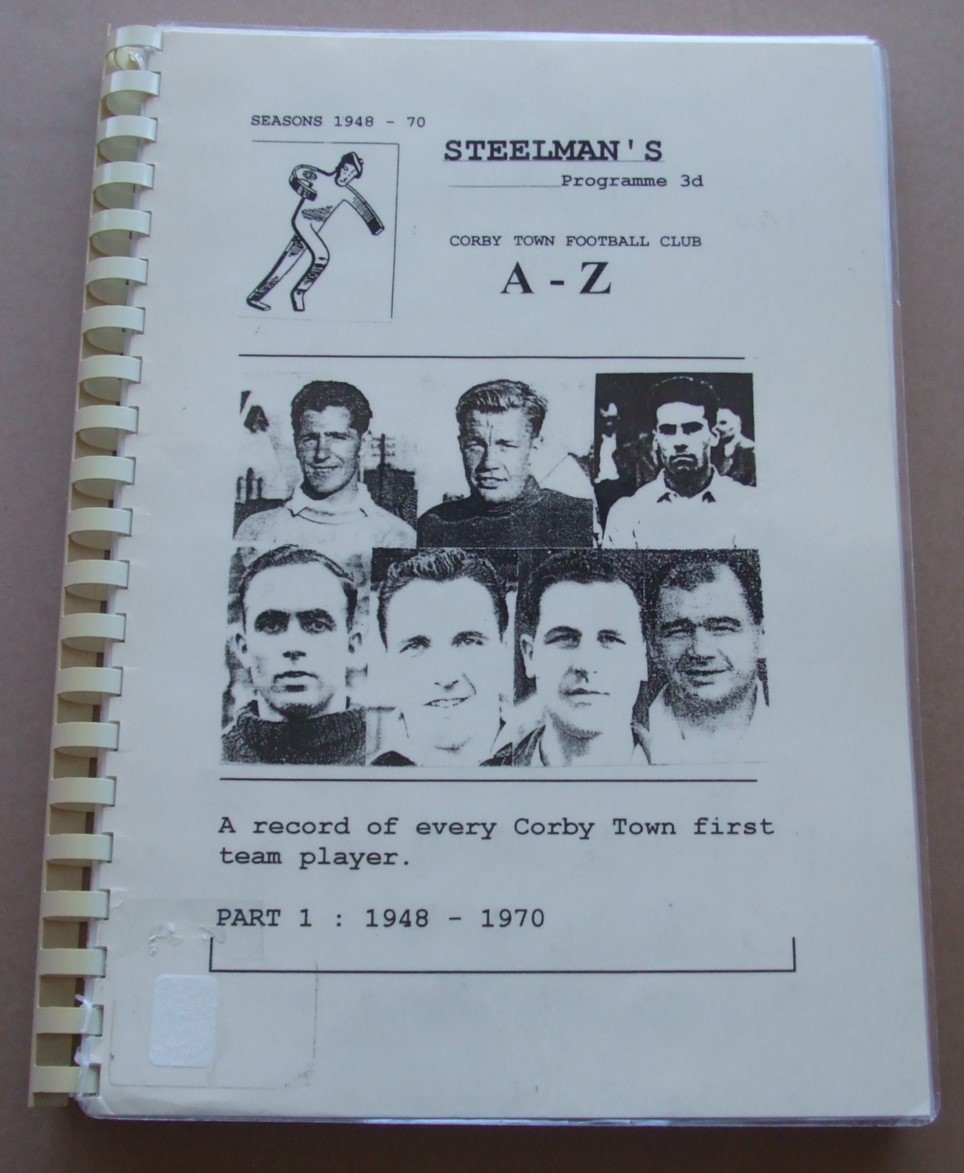 SEASONS 1948 - 70
STEELMAN'S
Programme 3d
CORBY TOWN FOOTBALL CLUB
A - Z
A record of every Corby Town first
team player.
PART 1 : 1948 - 1970